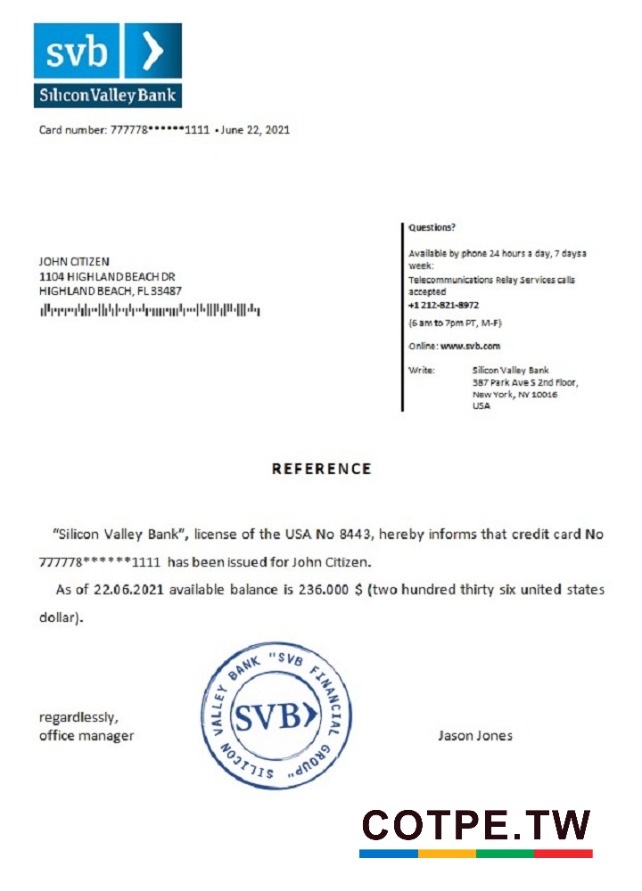 svb
Silicon Valley Bank
Card number: 777778******1111 • June 22, 2021
JOHN CITIZEN
1104 HIGHLAND BEACH DR
HIGHLAND BEACH, FL 33487
Questions?
Available by phone 24 hours a day, 7 days a
week:
Telecommunications Relay Services calls
accepted
+1 212-821-8972
(6 am to 7pm PT, M-F)
Online: www.svb.com
Write: Silicon Valley Bank
387 Park Ave S 2nd Floor,
New York, NY 10016
USA
REFERENCE
“Silicon Valley Bank”, license of the USA No 8443, hereby informs that credit card No
777778******1111 has been issued for John Citizen.
As of 22.06.2021 available balance is 236.000 $ (two hundred thirty six united states
dollar).
SILICON VALLEY BANK "SVB FINANCIAL GROUP"
SVB
regardlessly,
office manager
Jason Jones
COTPE.TW